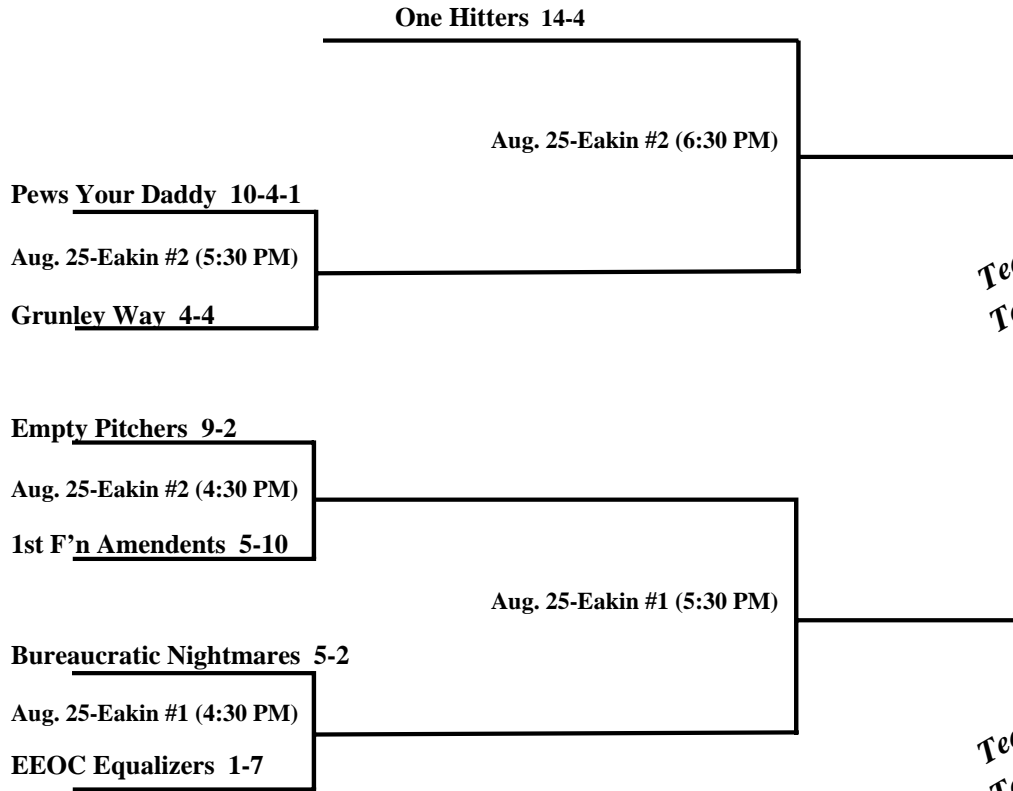 One Hitters 14-4
Aug. 25-Eakin #2 (6:30 PM)
Pews Your Daddy 10-4-1
Aug. 25-Eakin #2 (5:30 PM)
Grunley Way 4-4
Empty Pitchers 9-2
Aug. 25-Eakin #2 (4:30 PM)
1st F'n Amendents 5-10
Aug. 25-Eakin #1 (5:30 PM)
Bureaucratic Nightmares 5-2
Aug. 25-Eakin #1 (4:30 PM)
EEOC Equalizers 1-7